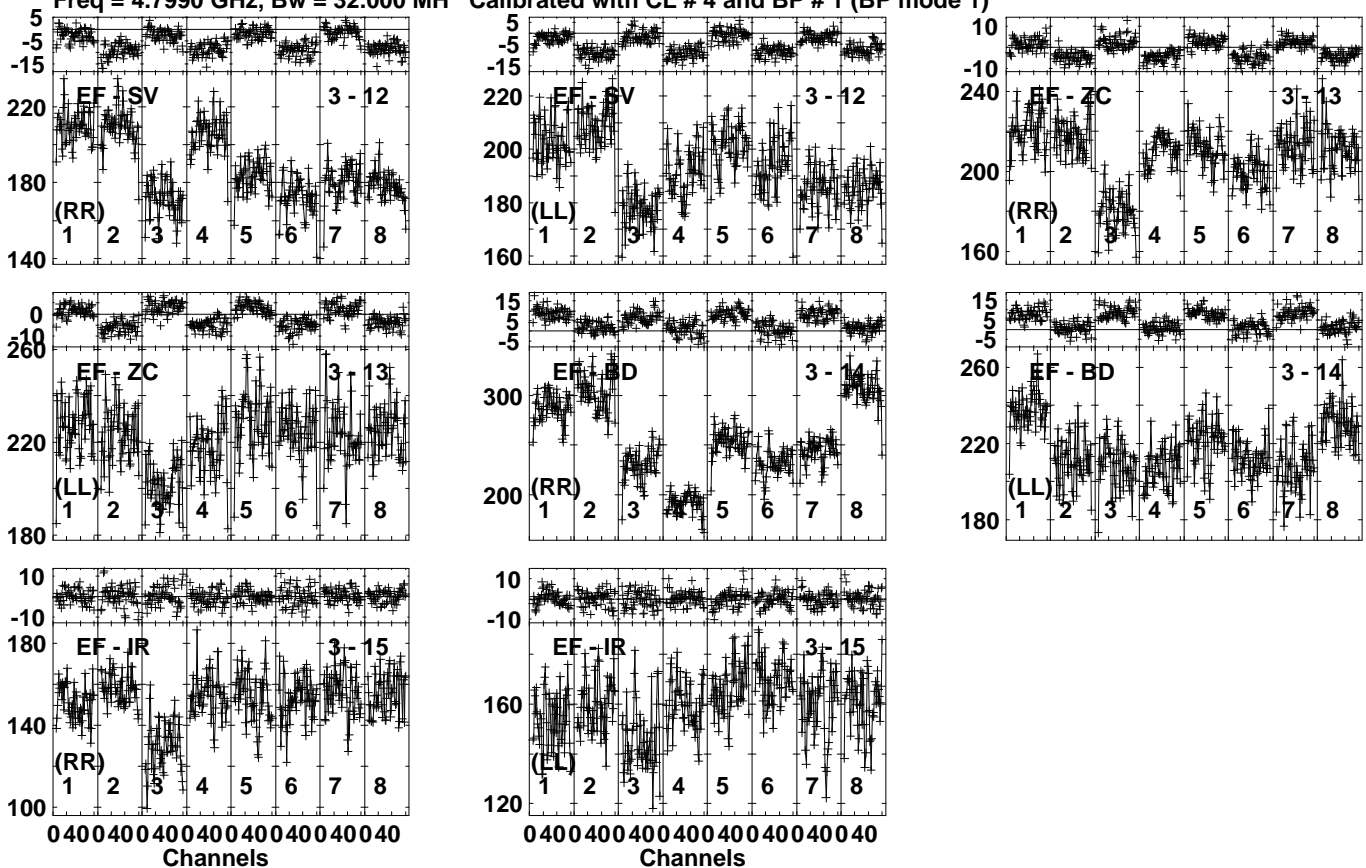 Freq = 4.7990 GHz, Bw = 32.000 MH Calibrated with CL # 4 and BP # 1 (BP mode 1)
5
-5
-15
220
180
140
EF - SV
3 - 12
(RR)
1 2 3 4 5 6 7 8
5
-5
-15
220
200
180
160
EF - SV
3 - 12
(LL)
1 2 3 4 5 6 7 8
10
-10
240
200
160
EF - ZC
3 - 13
(RR)
1 2 3 4 5 6 7 8
0
-10
260
220
180
EF - ZC
3 - 13
(LL)
1 2 3 4 5 6 7 8
15
5
-5
300
200
EF - BD
3 - 14
(RR)
1 2 3 4 5 6 7 8
15
5
-5
260
220
180
EF - BD
3 - 14
(LL)
1 2 3 4 5 6 7 8
10
-10
180
140
100
EF - IR
3 - 15
(RR)
1 2 3 4 5 6 7 8
0 40 0 40 0 40 0 40 0 40 0 40 0 40 0 40
Channels
10
-10
160
120
EF - IR
3 - 15
(LL)
1 2 3 4 5 6 7 8
0 40 0 40 0 40 0 40 0 40 0 40 0 40 0 40
Channels